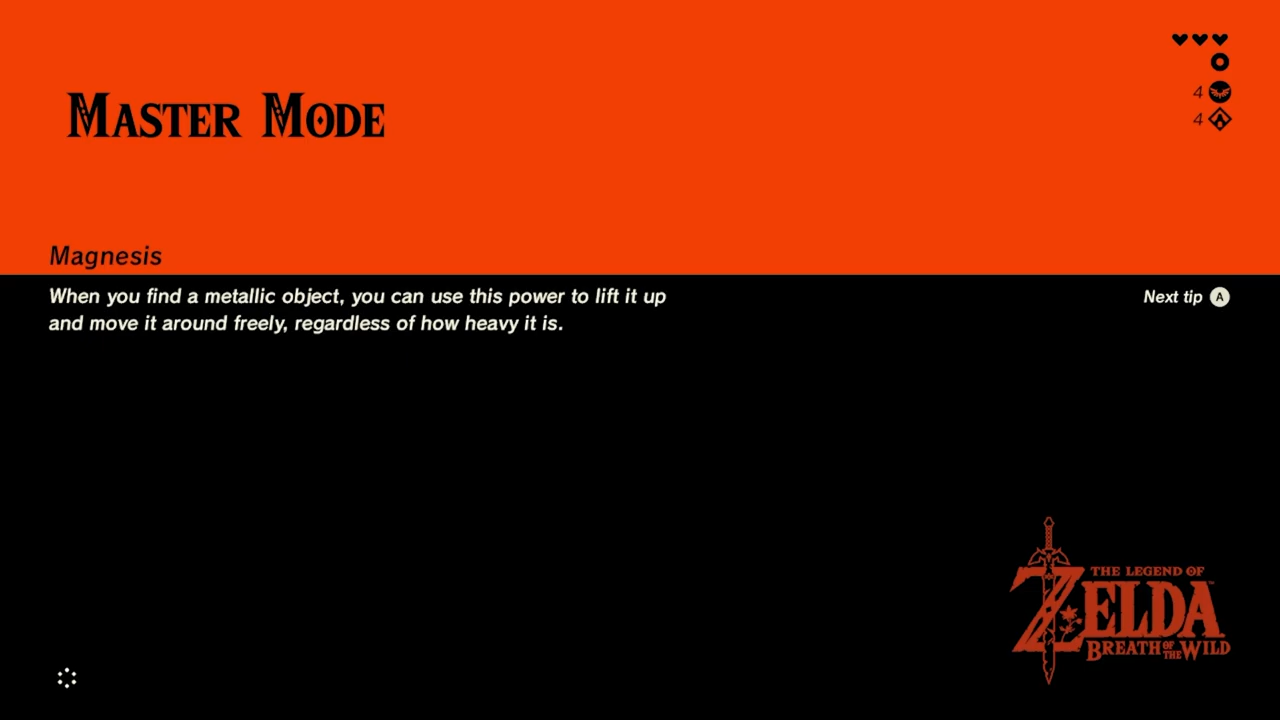 MASTER MODE
4
4
Magnesis
When you find a metallic object, you can use this power to lift it up
and move it around freely, regardless of how heavy it is.
Next tip A
THE LEGEND OF
ZELDA™
BREATH OF THE WILD